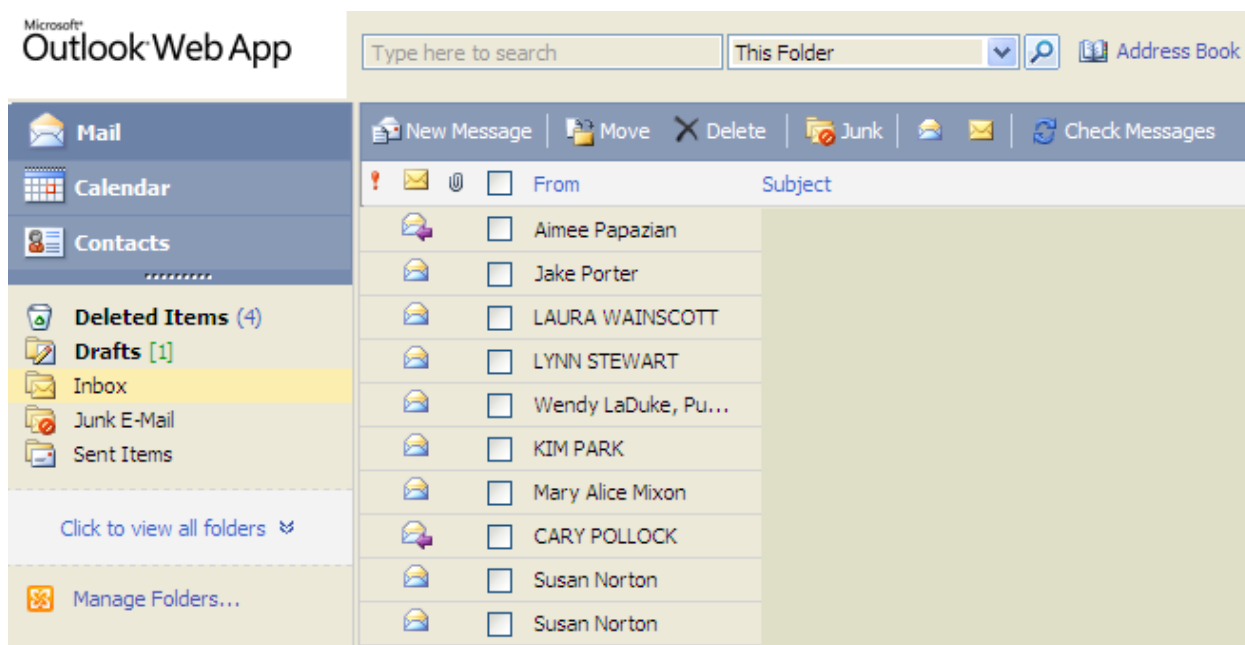 Microsoft®
Outlook Web App
Type here to search
This Folder
Address Book
Mail
Calendar
Contacts
Deleted Items (4)
Drafts [1]
Inbox
Junk E-Mail
Sent Items
Click to view all folders
Manage Folders...
New Message
Move
Delete
Junk
Check Messages
From Subject
Aimee Papazian
Jake Porter
LAURA WAINSCOTT
LYNN STEWART
Wendy LaDuke, Pu...
KIM PARK
Mary Alice Mixon
CARY POLLOCK
Susan Norton
Susan Norton